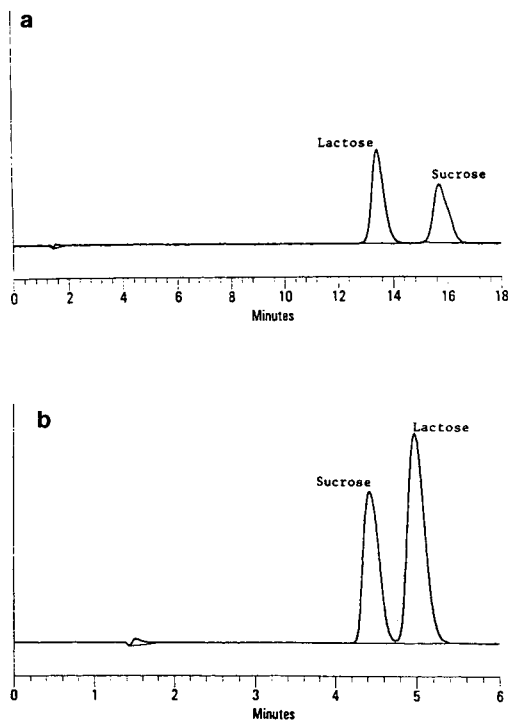 a
Lactose
Sucrose
0 2 4 6 8 10 12 14 16 18
Minutes
b
Lactose
Sucrose
0 1 2 3 4 5 6
Minutes